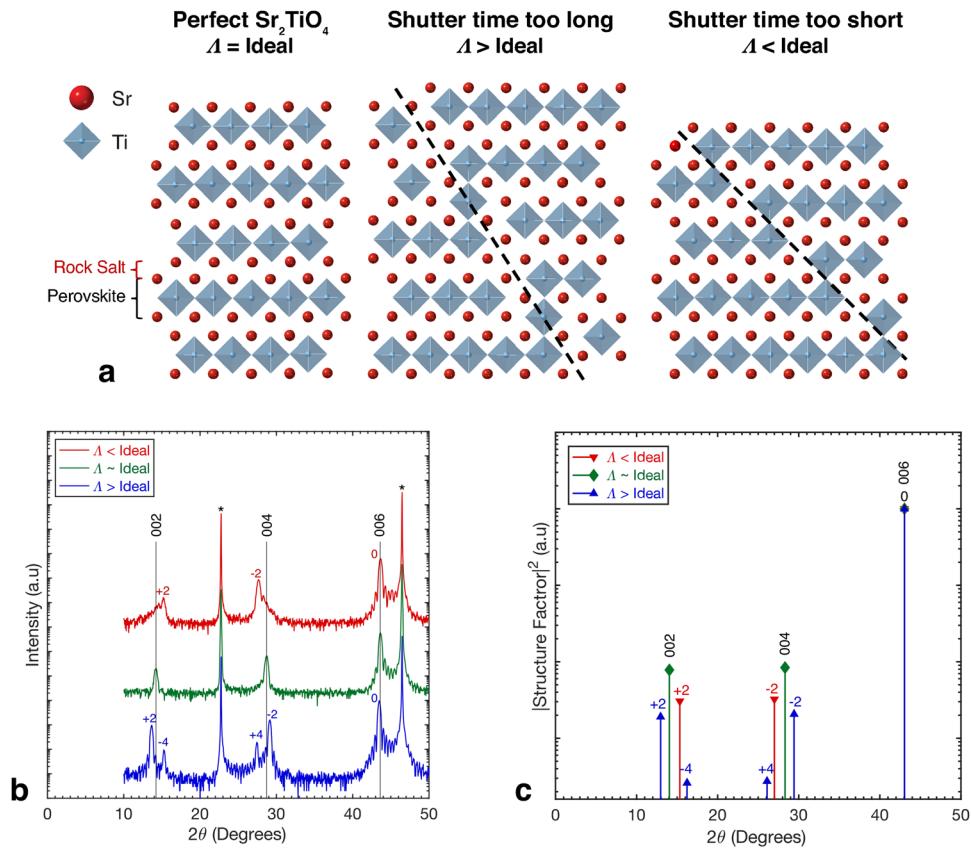 Perfect Sr₂TiO₄
Λ = Ideal
Shutter time too long
Λ > Ideal
Shutter time too short
Λ < Ideal
Sr
Ti
Rock Salt
Perovskite
a
Λ < Ideal
Λ ~ Ideal
Λ > Ideal
002
*
004
006
*
+2
-2
0
+2
-4
+4
-2
0
Intensity (a.u)
0
10
20
30
40
50
2θ (Degrees)
b
Λ < Ideal
Λ ~ Ideal
Λ > Ideal
006
0
002
004
+2
+2
-4
-2
-2
+4
|Structure Factror|² (a.u)
0
10
20
30
40
50
2θ (Degrees)
c